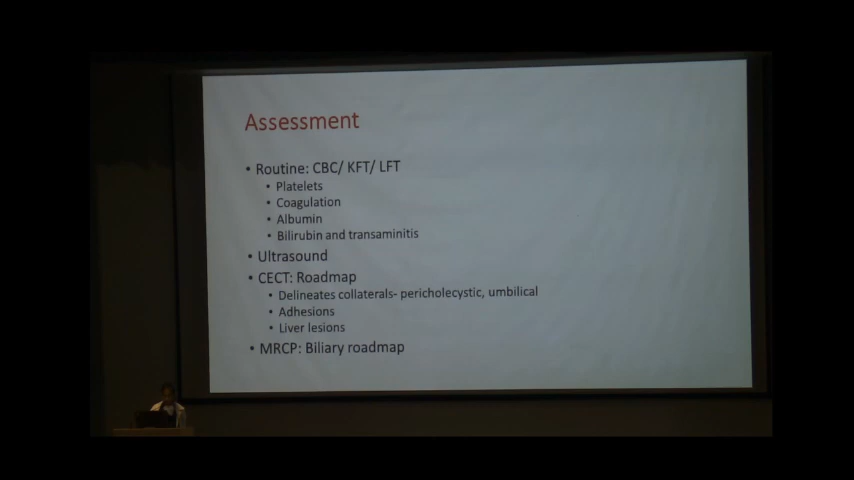 Assessment
• Routine: CBC/ KFT/ LFT
• Platelets
• Coagulation
• Albumin
• Bilirubin and transaminitis
• Ultrasound
• CECT: Roadmap
• Delineates collaterals- pericholecystic, umbilical
• Adhesions
• Liver lesions
• MRCP: Biliary roadmap